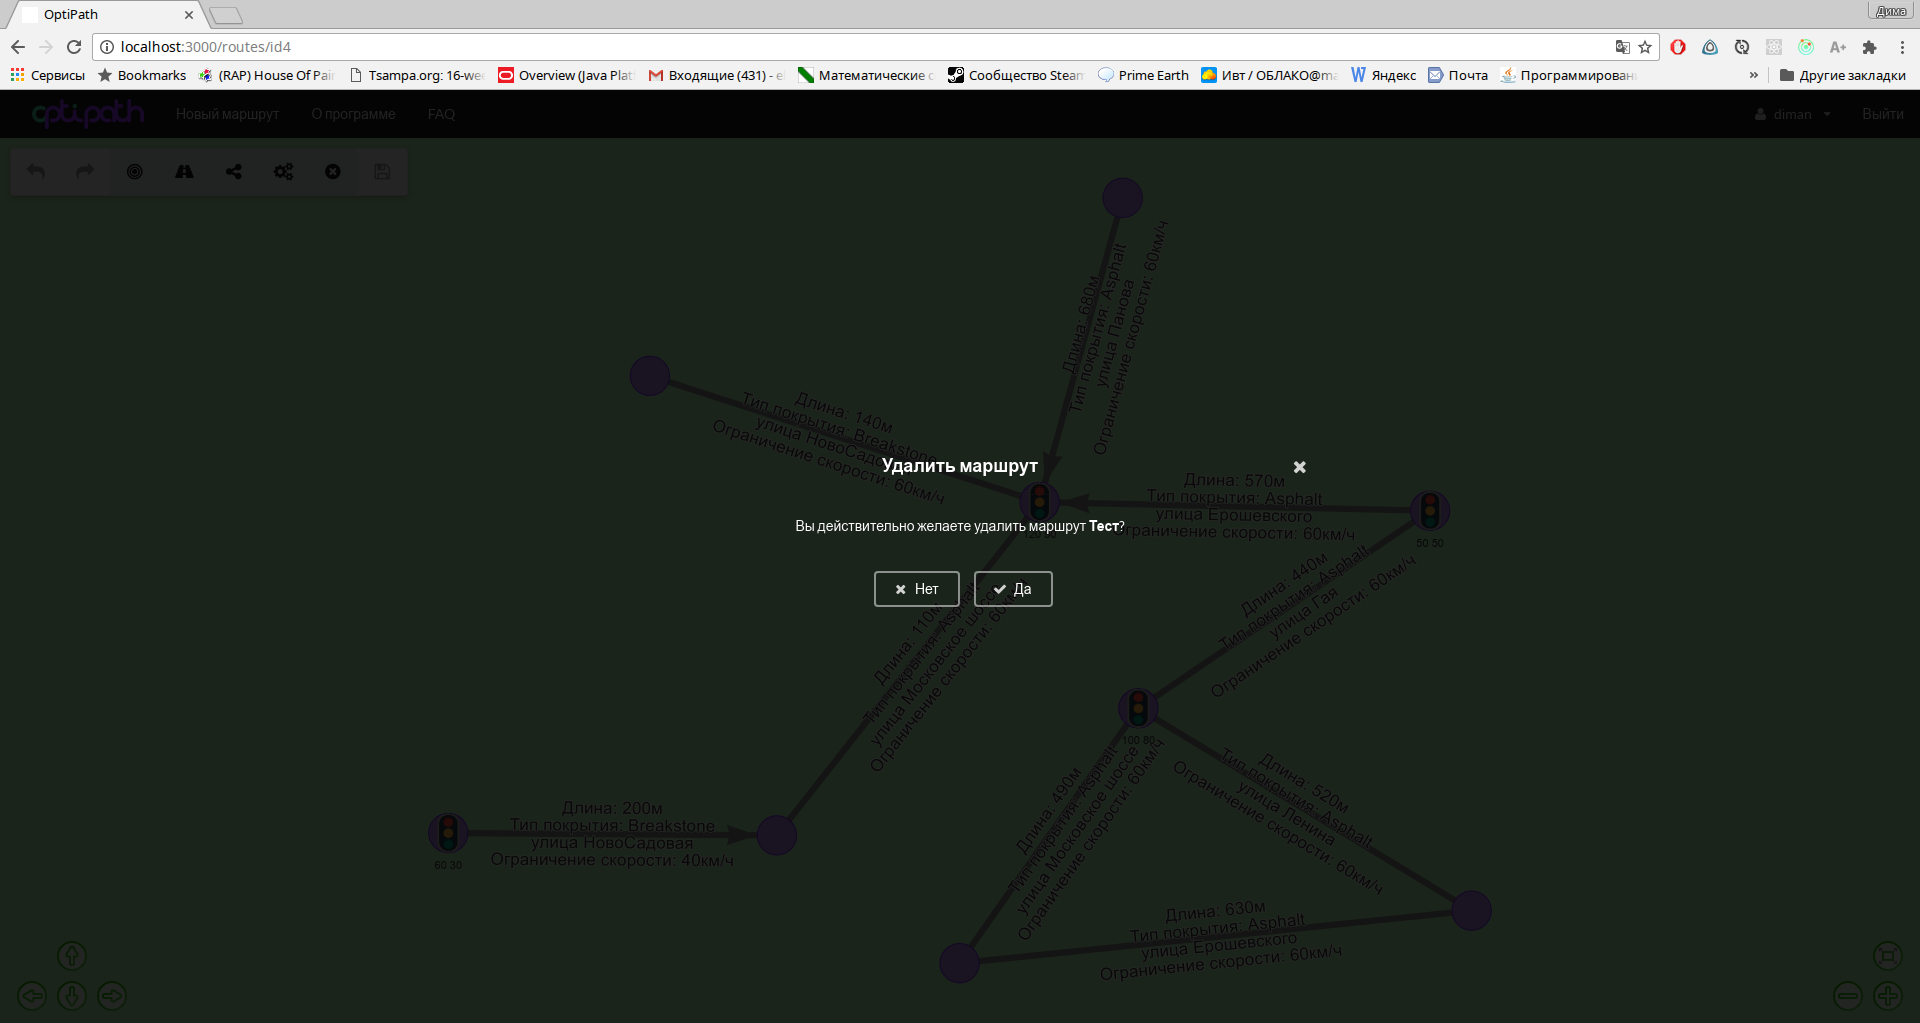 OptiPath
Дима
localhost:3000/routes/id4
A+
Сервисы
Bookmarks
(RAP) House Of Pai
Tsampa.org: 16-we
Overview (Java Pla
Входящие (431) - e
Математические с
Сообщество Steam
Prime Earth
Ивт / ОБЛАКО@ma
Яндекс
Почта
Программирован
»
Другие закладки
optipath
Новый маршрут
О программе
FAQ
diman
Выйти
Длина: 680м
Тип покрытия: Asphalt
улица Панова
Ограничение скорости: 60км/ч
Длина: 140м
Тип покрытия: Breakstone
улица НовоСадо
Ограничение скорости: 60км/ч
Удалить маршрут
Длина: 570м
Тип покрытия: Asphalt
улица Ерошевского
Ограничение скорости: 60км/ч
50 50
Вы действительно желаете удалить маршрут Тест?
Нет
Да
Длина: 440м
Тип покрытия: Asphalt
улица Гая
Ограничение скорости: 60км/ч
Длина: 110м
Тип покрытия: Asphalt
улица Московское шоссе
Ограничение скорости: 60км/ч
100 80
Длина: 490м
Тип покрытия: Asphalt
улица Московское шоссе
Ограничение скорости: 60км/ч
Длина: 520м
Тип покрытия: Asphalt
улица Ленина
Ограничение скорости: 60км/ч
Длина: 200м
Тип покрытия: Breakstone
улица НовоСадовая
Ограничение скорости: 40км/ч
60 30
Длина: 630м
Тип покрытия: Asphalt
улица Ерошевского
Ограничение скорости: 60км/ч